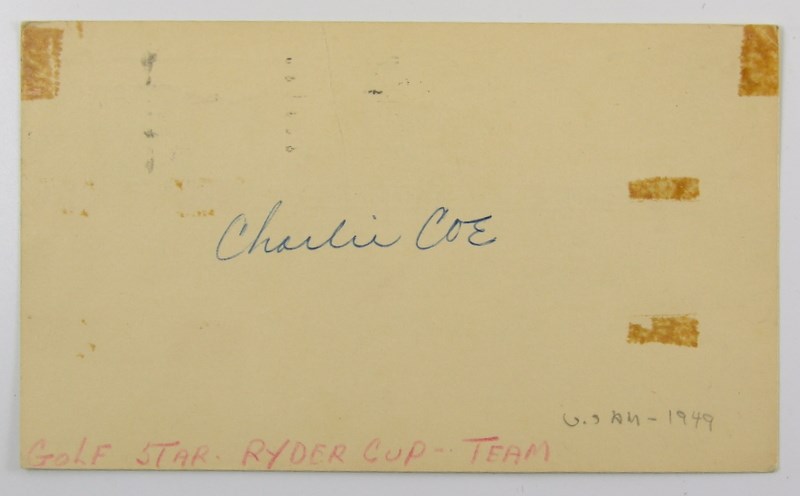 Charlie Coe
U.S AM - 1949
GOLF STAR. RYDER CUP - TEAM